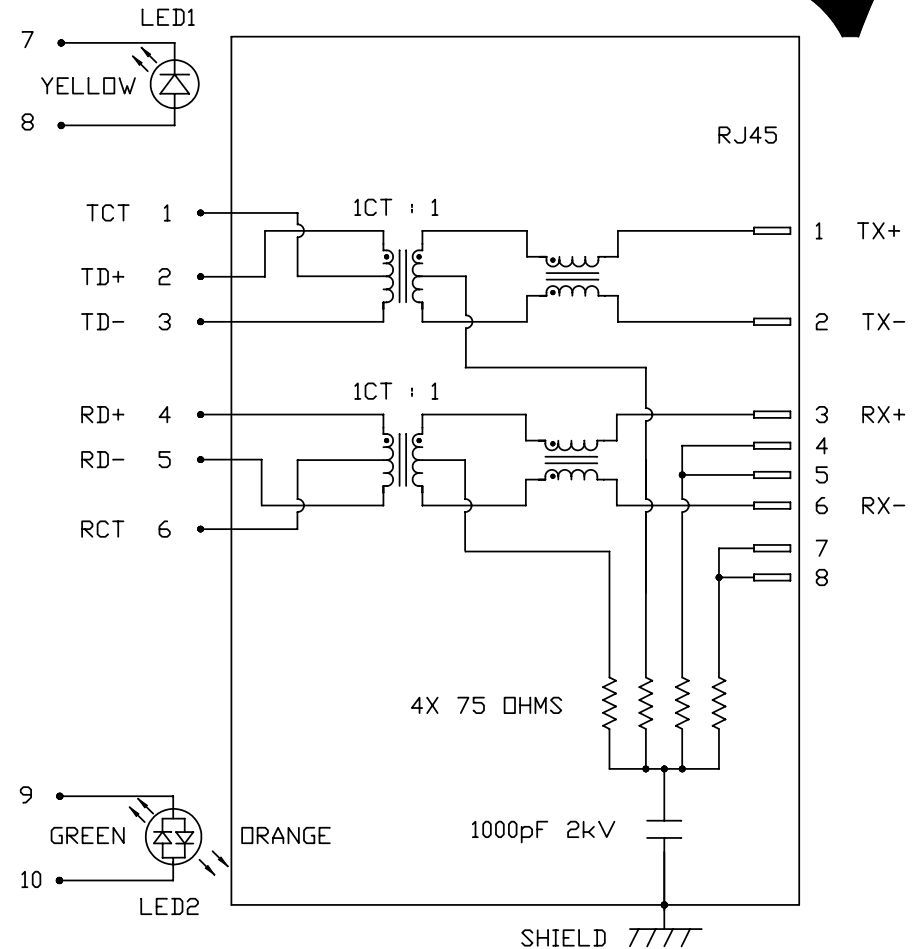 LED1
7
YELLOW
8
RJ45
TCT 1
1CT : 1
1 TX+
TD+ 2
TD- 3
2 TX-
1CT : 1
RD+ 4
3 RX+
4
RD- 5
5
6 RX-
RCT 6
7
8
4X 75 OHMS
9
GREEN
ORANGE
1000pF 2kV
10
LED2
SHIELD